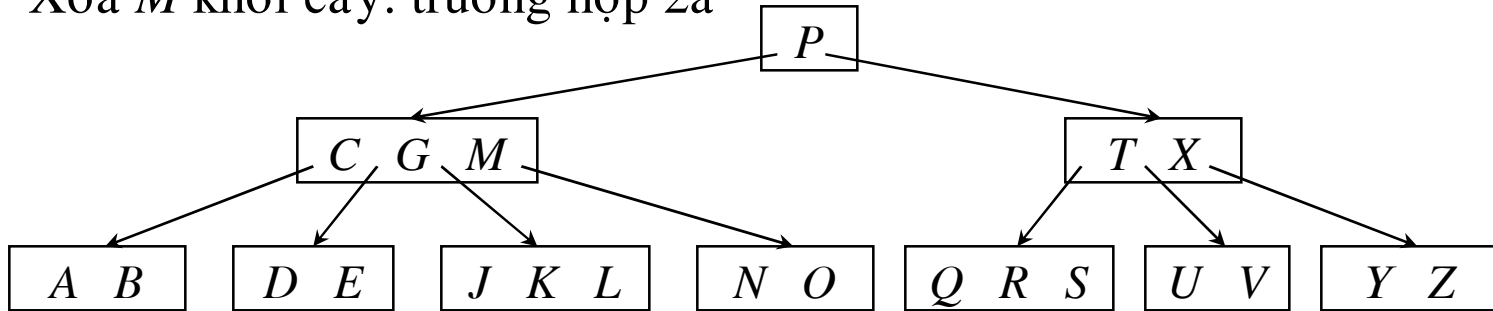 Xóa M khỏi cây: trường hợp 2a
P
C G M
T X
A B
D E
J K L
N O
Q R S
U V
Y Z